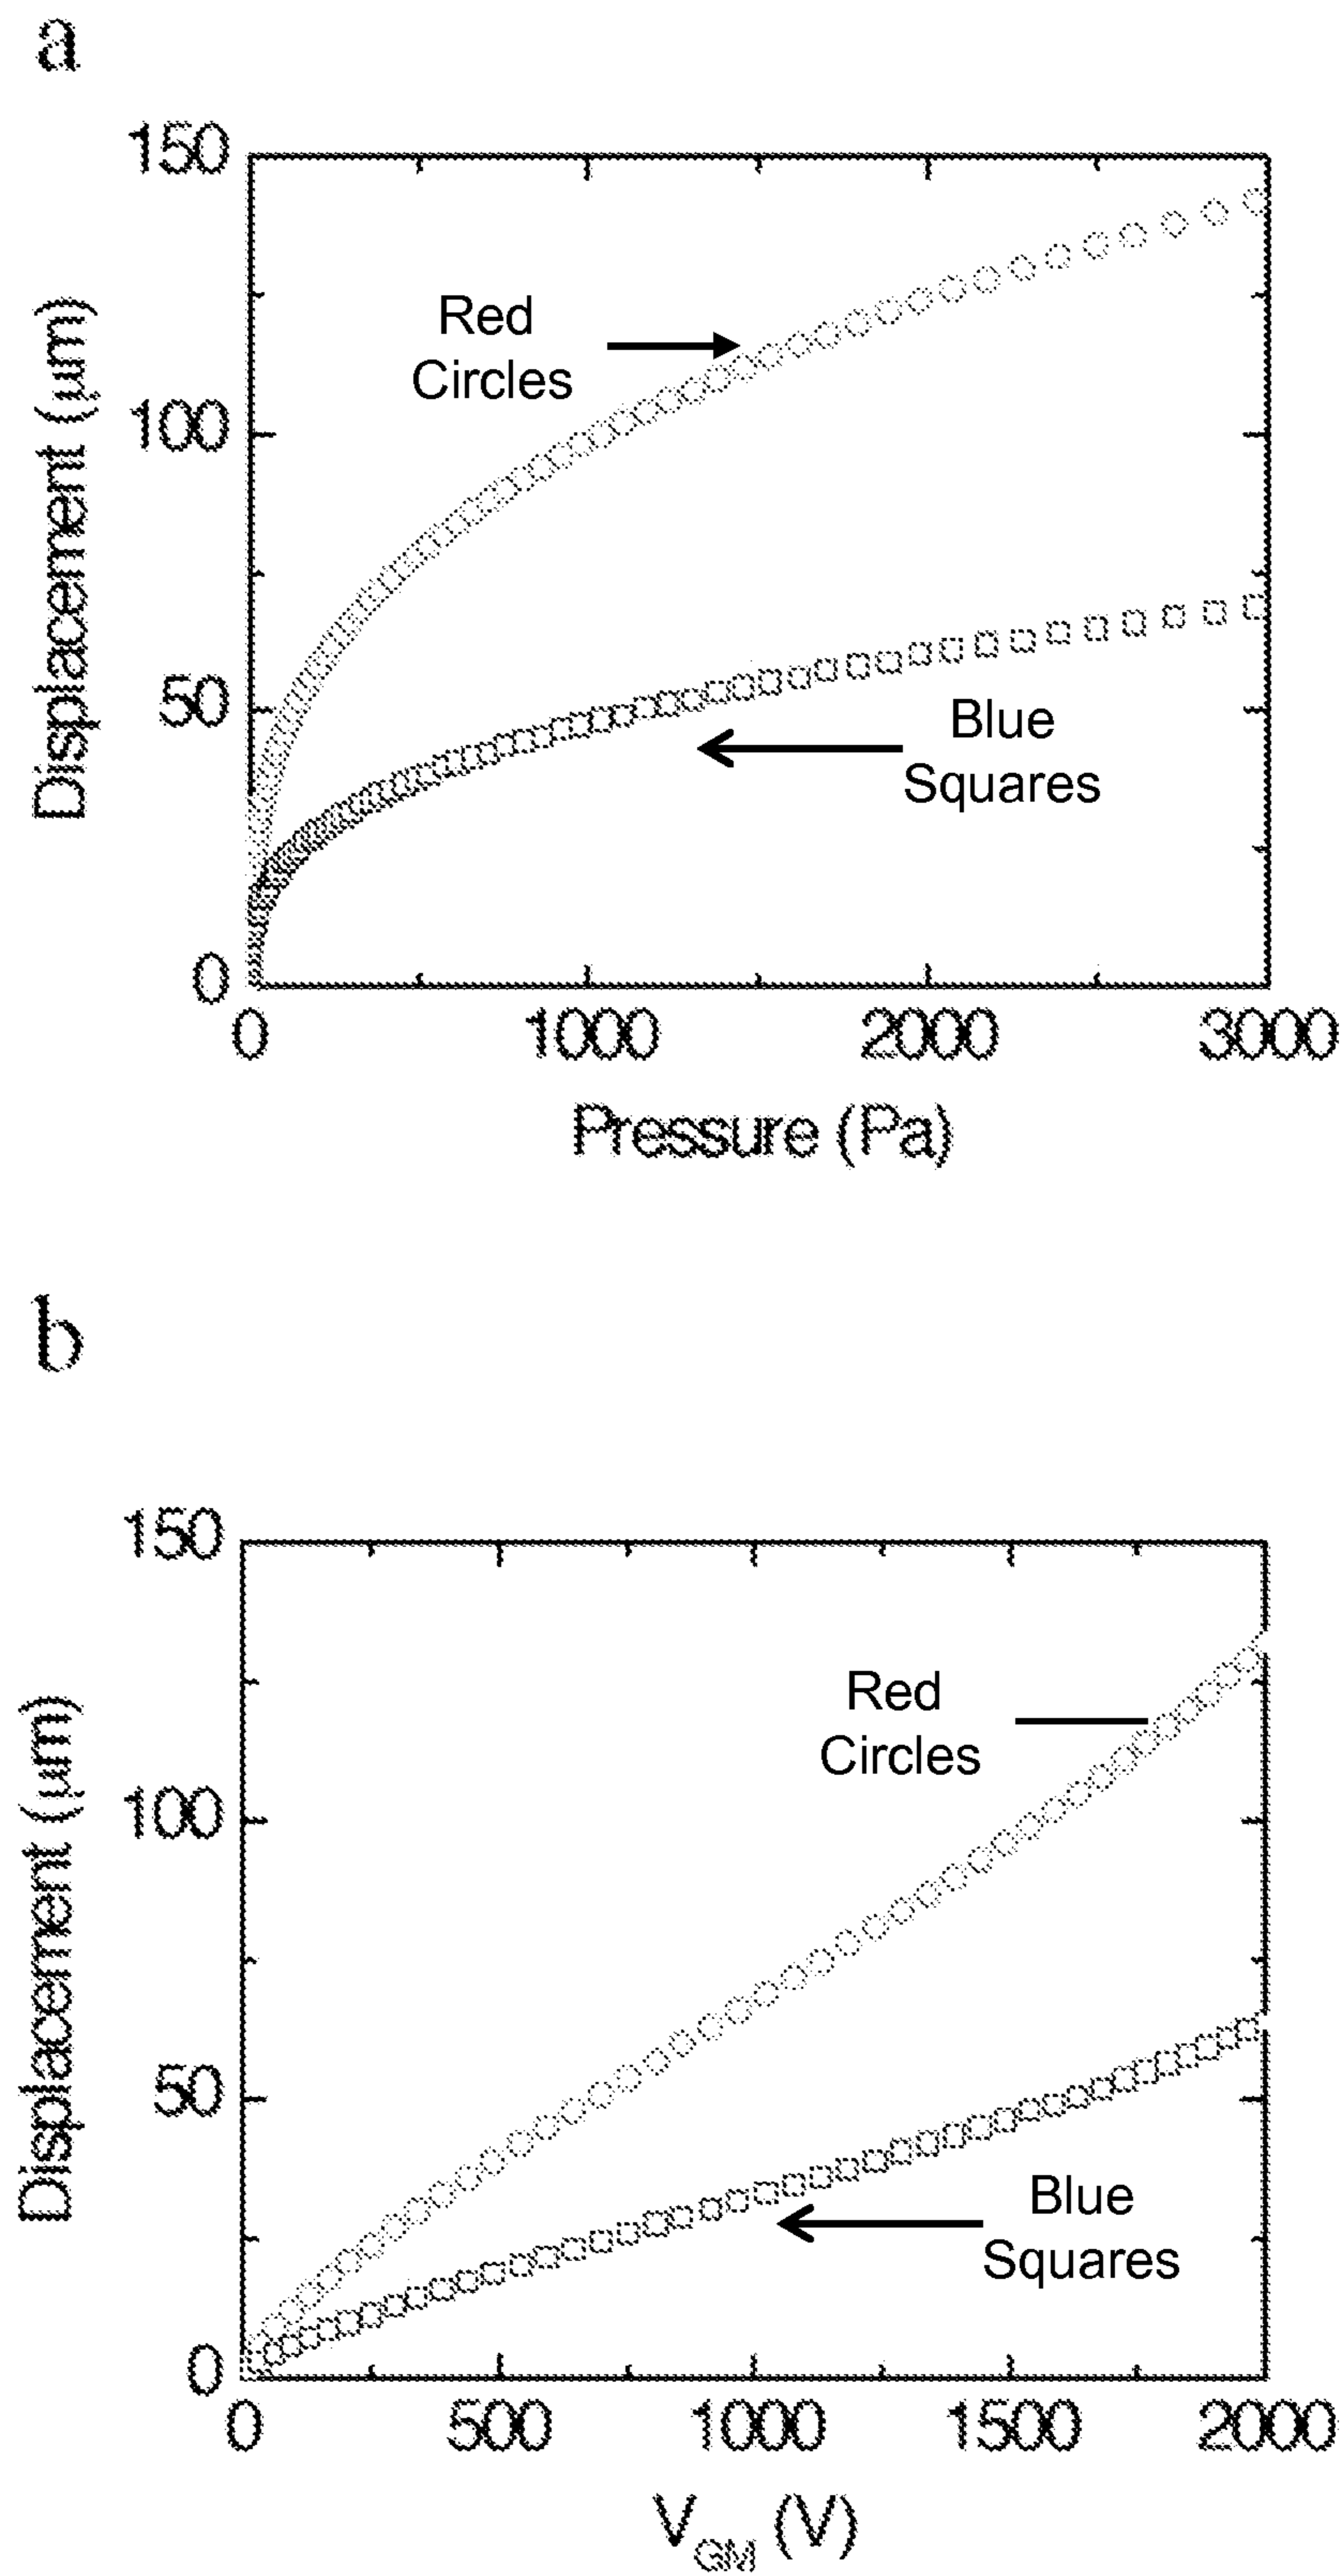 a
150
100
50
0
Displacement (μm)
Red
Circles
Blue
Squares
0 1000 2000 3000
Pressure (Pa)
b
150
100
50
0
Displacement (μm)
Red
Circles
Blue
Squares
0 500 1000 1500 2000
V_GM (V)